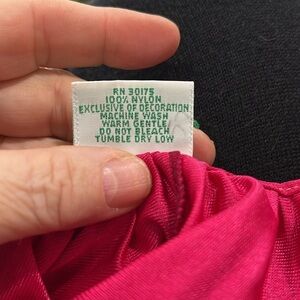 RN 30175
100% NYLON
EXCLUSIVE OF DECORATION
MACHINE WASH
WARM GENTLE
DO NOT BLEACH
TUMBLE DRY LOW